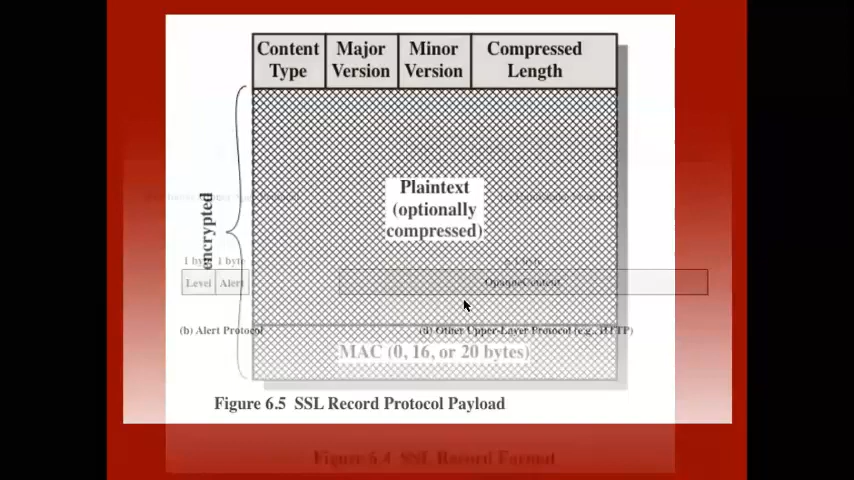 Content Type
Major Version
Minor Version
Compressed Length
encrypted
Plaintext
(optionally
compressed)
1 byte
1 byte
Level
Alert
OpaqueContent
(b) Alert Protocol
(d) Other Upper-Layer Protocol (e.g., HTTP)
MAC (0, 16, or 20 bytes)
Figure 6.5 SSL Record Protocol Payload
Figure 6.4 SSL Record Format